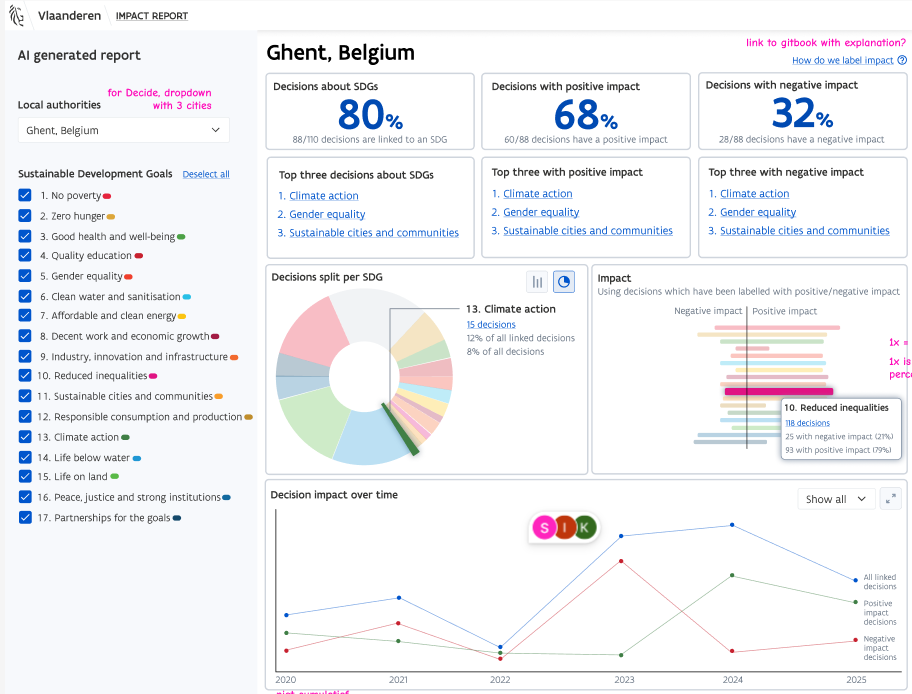 Vlaanderen
IMPACT REPORT
AI generated report
for Decide, dropdown
with 3 cities
Local authorities
Ghent, Belgium
Sustainable Development Goals
Deselect all
1. No poverty
2. Zero hunger
3. Good health and well-being
4. Quality education
5. Gender equality
6. Clean water and sanitisation
7. Affordable and clean energy
8. Decent work and economic growth
9. Industry, innovation and infrastructure
10. Reduced inequalities
11. Sustainable cities and communities
12. Responsible consumption and production
13. Climate action
14. Life below water
15. Life on land
16. Peace, justice and strong institutions
17. Partnerships for the goals
Ghent, Belgium
link to gitbook with explanation?
How do we label impact ?
Decisions about SDGs
80%
88/110 decisions are linked to an SDG
Decisions with positive impact
68%
60/88 decisions have a positive impact
Decisions with negative impact
32%
28/88 decisions have a negative impact
Top three decisions about SDGs
1. Climate action
2. Gender equality
3. Sustainable cities and communities
Top three with positive impact
1. Climate action
2. Gender equality
3. Sustainable cities and communities
Top three with negative impact
1. Climate action
2. Gender equality
3. Sustainable cities and communities
Decisions split per SDG
13. Climate action
15 decisions
12% of all linked decisions
8% of all decisions
Impact
Using decisions which have been labelled with positive/negative impact
Negative impact
Positive impact
1x =
1x is
10. Reduced inequalities
118 decisions
25 with negative impact (21%)
93 with positive impact (79%)
Decision impact over time
Show all
S I K
All linked
decisions
Positive
impact
decisions
Negative
impact
decisions
2020
2021
2022
2023
2024
2025